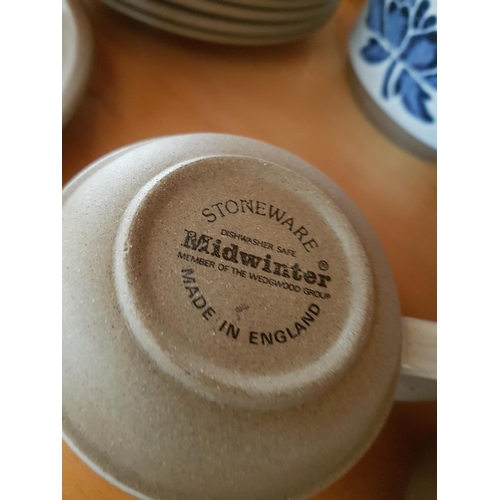 STONEWARE
DISHWASHER SAFE
Midwinter ®
MEMBER OF THE WEDGWOOD GROUP
MADE IN ENGLAND